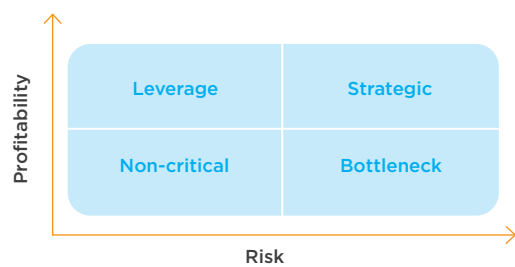 Profitability
Leverage
Strategic
Non-critical
Bottleneck
Risk